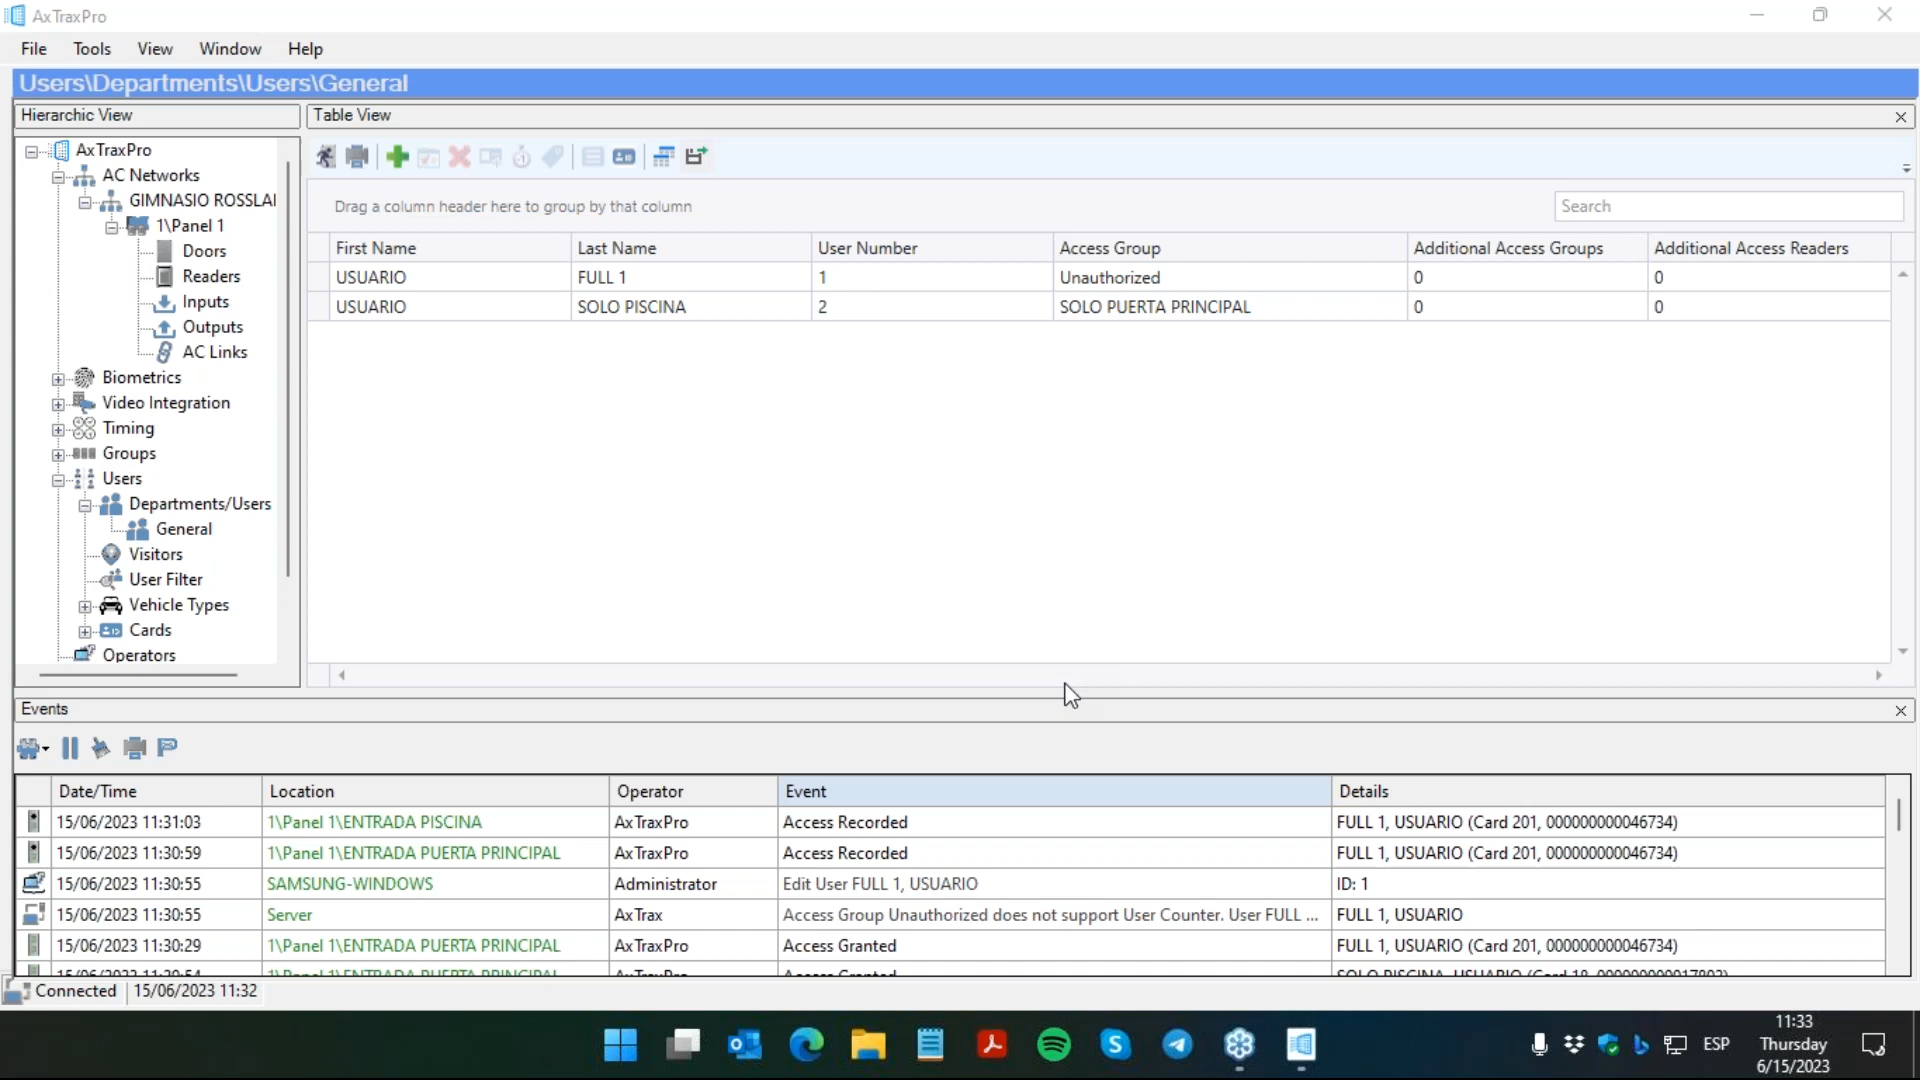 AxTraxPro
File Tools View Window Help
Users\Departments\Users\General
Hierarchic View
Table View
AxTraxPro
AC Networks
GIMNASIO ROSSLA
1\Panel 1
Doors
Readers
Inputs
Outputs
AC Links
Biometrics
Video Integration
Timing
Groups
Users
Departments/Users
General
Visitors
User Filter
Vehicle Types
Cards
Operators
Drag a column header here to group by that column
Search
First Name Last Name User Number Access Group Additional Access Groups Additional Access Readers
USUARIO FULL 1 1 Unauthorized 0 0
USUARIO SOLO PISCINA 2 SOLO PUERTA PRINCIPAL 0 0
Events
Date/Time Location Operator Event Details
15/06/2023 11:31:03 1\Panel 1\ENTRADA PISCINA AxTraxPro Access Recorded FULL 1, USUARIO (Card 201, 000000000046734)
15/06/2023 11:30:59 1\Panel 1\ENTRADA PUERTA PRINCIPAL AxTraxPro Access Recorded FULL 1, USUARIO (Card 201, 000000000046734)
15/06/2023 11:30:55 SAMSUNG-WINDOWS Administrator Edit User FULL 1, USUARIO ID: 1
15/06/2023 11:30:55 Server AxTrax Access Group Unauthorized does not support User Counter. User FULL ... FULL 1, USUARIO
15/06/2023 11:30:29 1\Panel 1\ENTRADA PUERTA PRINCIPAL AxTraxPro Access Granted FULL 1, USUARIO (Card 201, 000000000046734)
Connected 15/06/2023 11:32
ESP
11:33
Thursday
6/15/2023